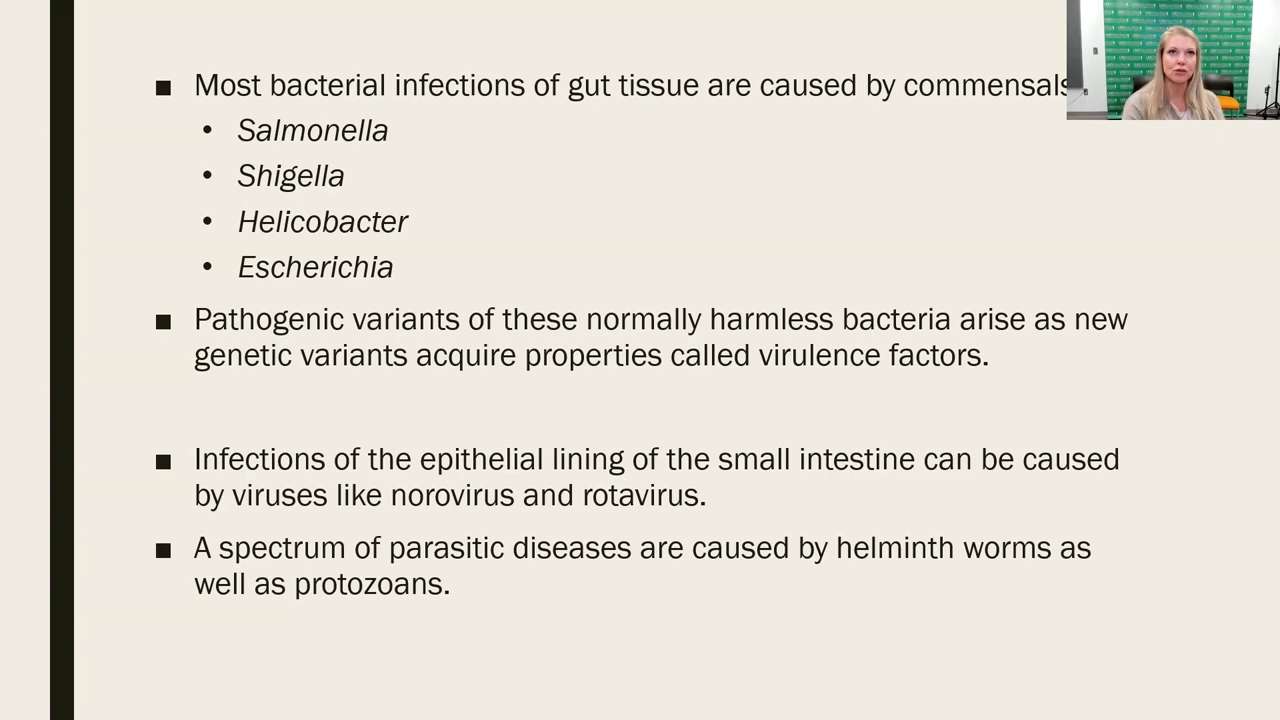 Most bacterial infections of gut tissue are caused by commensals
Salmonella
Shigella
Helicobacter
Escherichia
Pathogenic variants of these normally harmless bacteria arise as new
genetic variants acquire properties called virulence factors.
Infections of the epithelial lining of the small intestine can be caused
by viruses like norovirus and rotavirus.
A spectrum of parasitic diseases are caused by helminth worms as
well as protozoans.